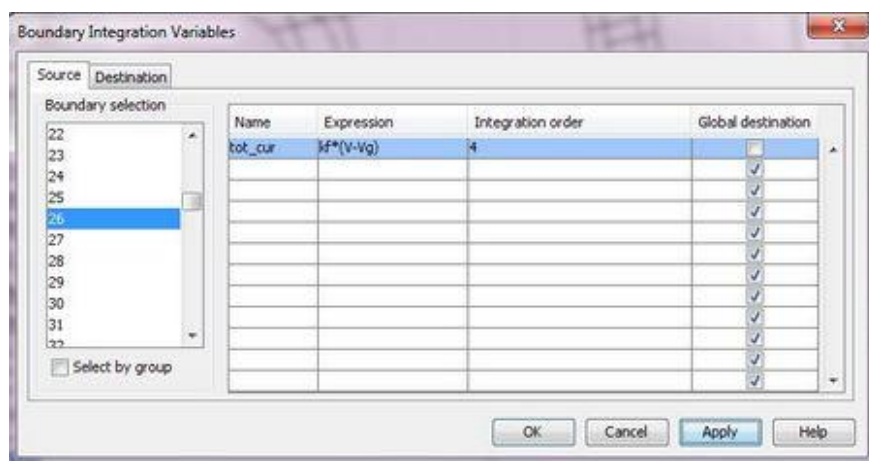 Boundary Integration Variables
Source Destination
Boundary selection
Name Expression Integration order Global destination
22
23
24
25
26
27
28
29
30
31
32
tot_cur kf*(V-Vg) 4
Select by group
OK Cancel Apply Help